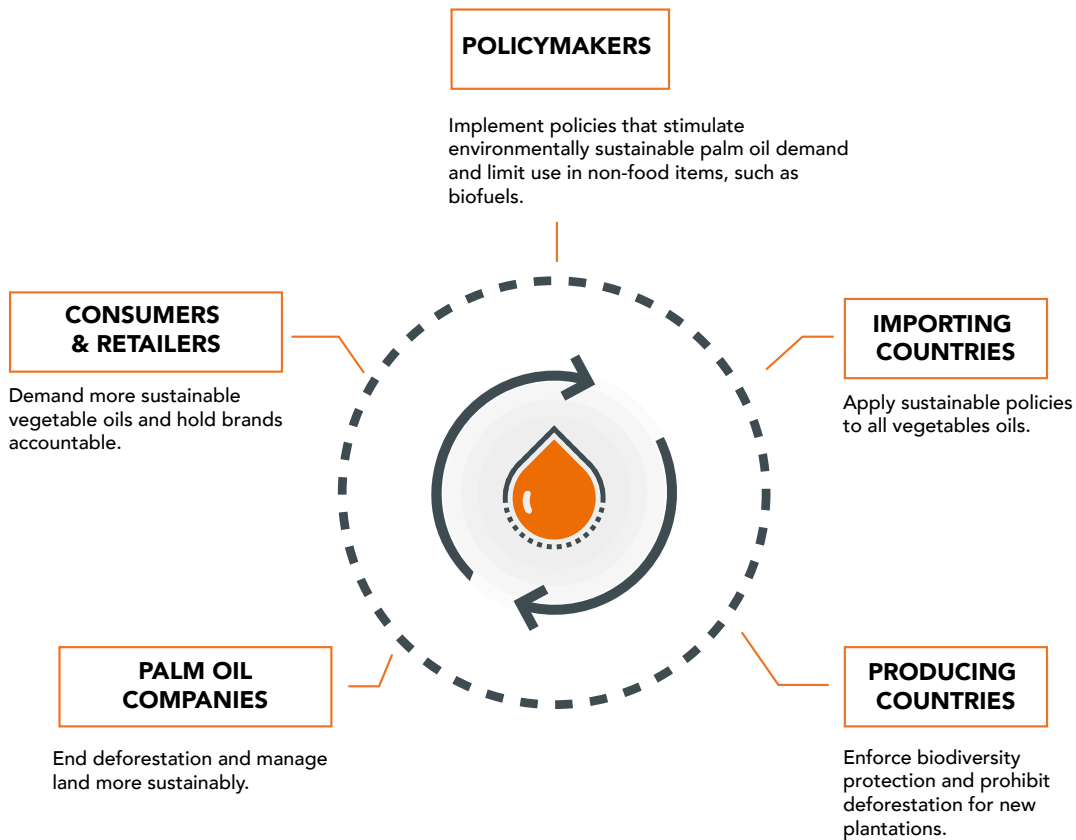 POLICYMAKERS
Implement policies that stimulate
environmentally sustainable palm oil demand
and limit use in non-food items, such as
biofuels.
CONSUMERS
& RETAILERS
Demand more sustainable
vegetable oils and hold brands
accountable.
IMPORTING
COUNTRIES
Apply sustainable policies
to all vegetables oils.
PALM OIL
COMPANIES
End deforestation and manage
land more sustainably.
PRODUCING
COUNTRIES
Enforce biodiversity
protection and prohibit
deforestation for new
plantations.